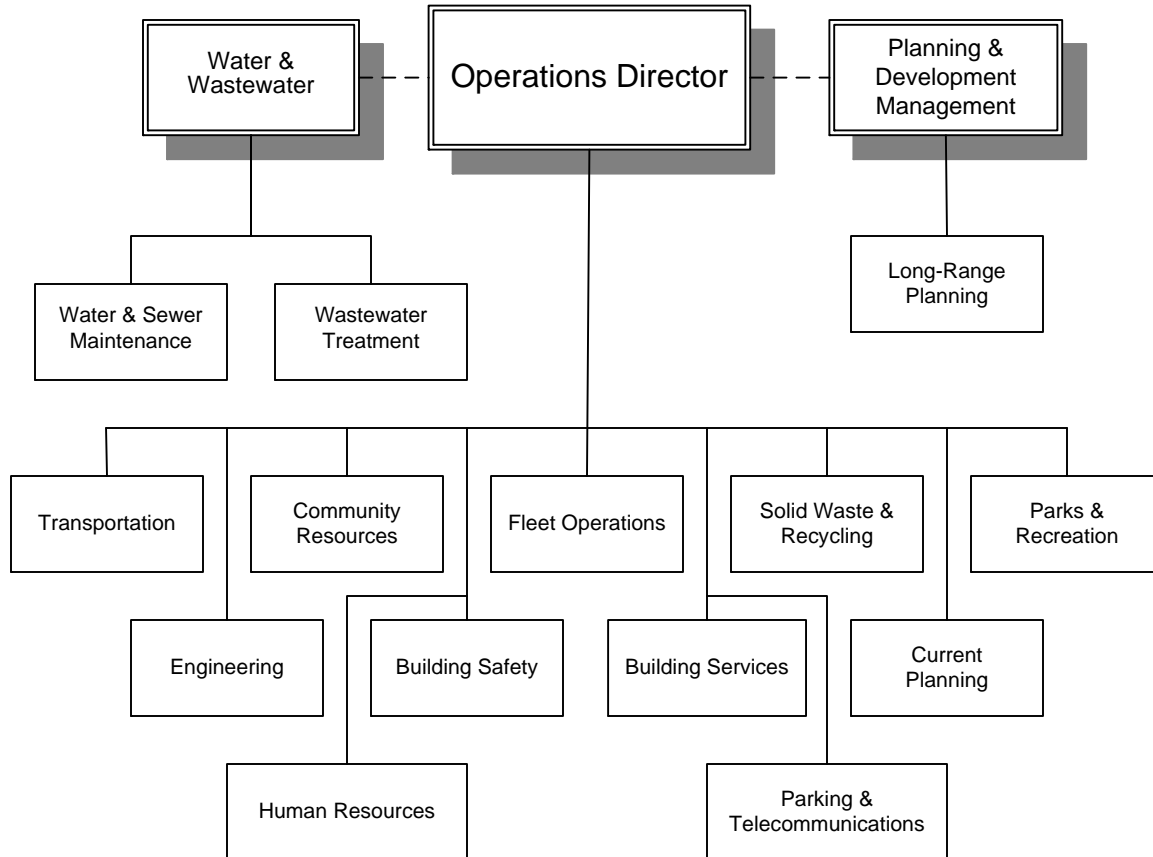 Water &
Wastewater
Operations Director
Planning &
Development
Management
Long-Range
Planning
Water & Sewer
Maintenance
Wastewater
Treatment
Transportation
Community
Resources
Fleet Operations
Solid Waste &
Recycling
Parks &
Recreation
Engineering
Building Safety
Building Services
Current
Planning
Human Resources
Parking &
Telecommunications